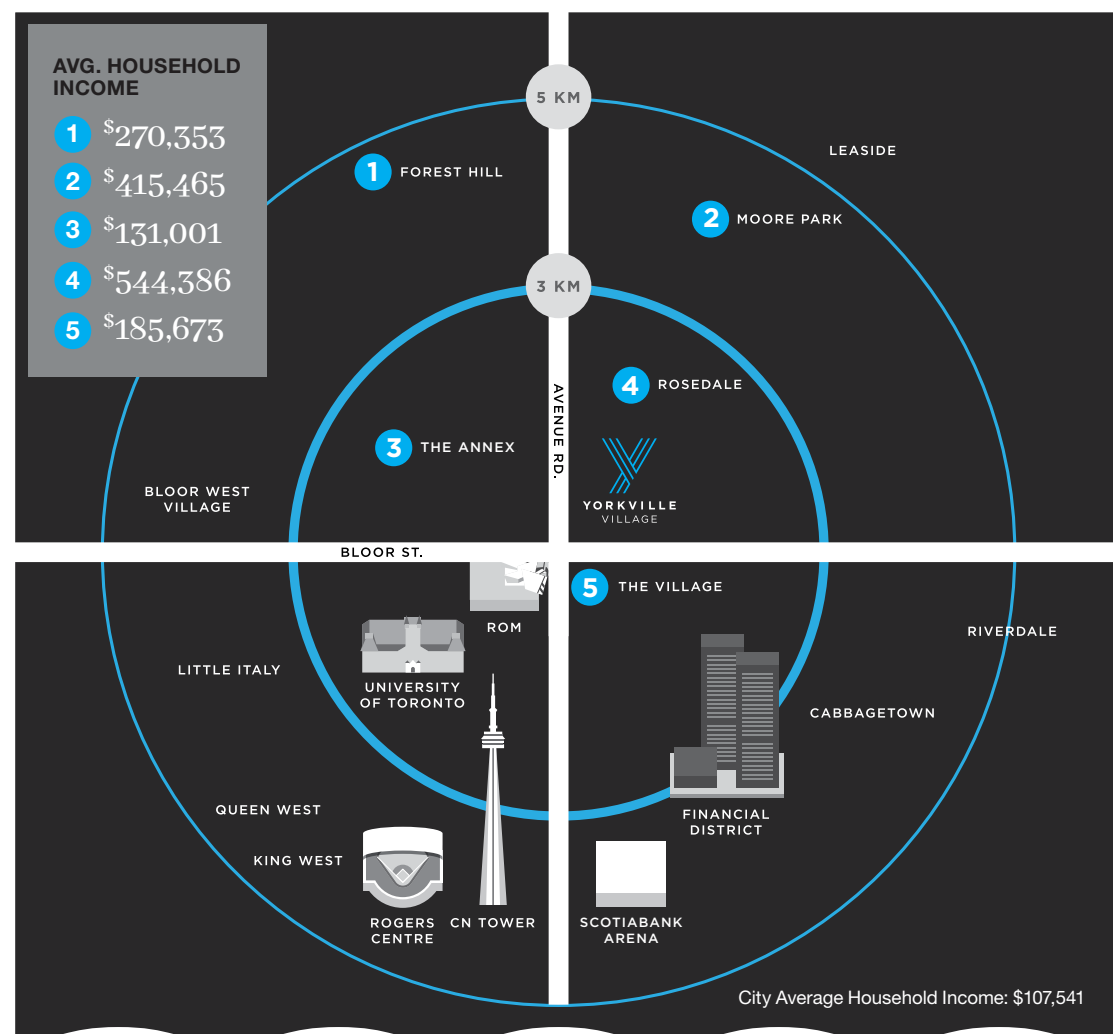 AVG. HOUSEHOLD
INCOME
1 $270,353
2 $415,465
3 $131,001
4 $544,386
5 $185,673
5 KM
1 FOREST HILL
LEASIDE
2 MOORE PARK
3 KM
4 ROSEDALE
AVENUE RD.
3 THE ANNEX
YORKVILLE
VILLAGE
BLOOR WEST
VILLAGE
BLOOR ST.
5 THE VILLAGE
ROM
RIVERDALE
LITTLE ITALY
UNIVERSITY
OF TORONTO
CABBAGETOWN
QUEEN WEST
FINANCIAL
DISTRICT
KING WEST
ROGERS
CENTRE
CN TOWER
SCOTIABANK
ARENA
City Average Household Income: $107,541